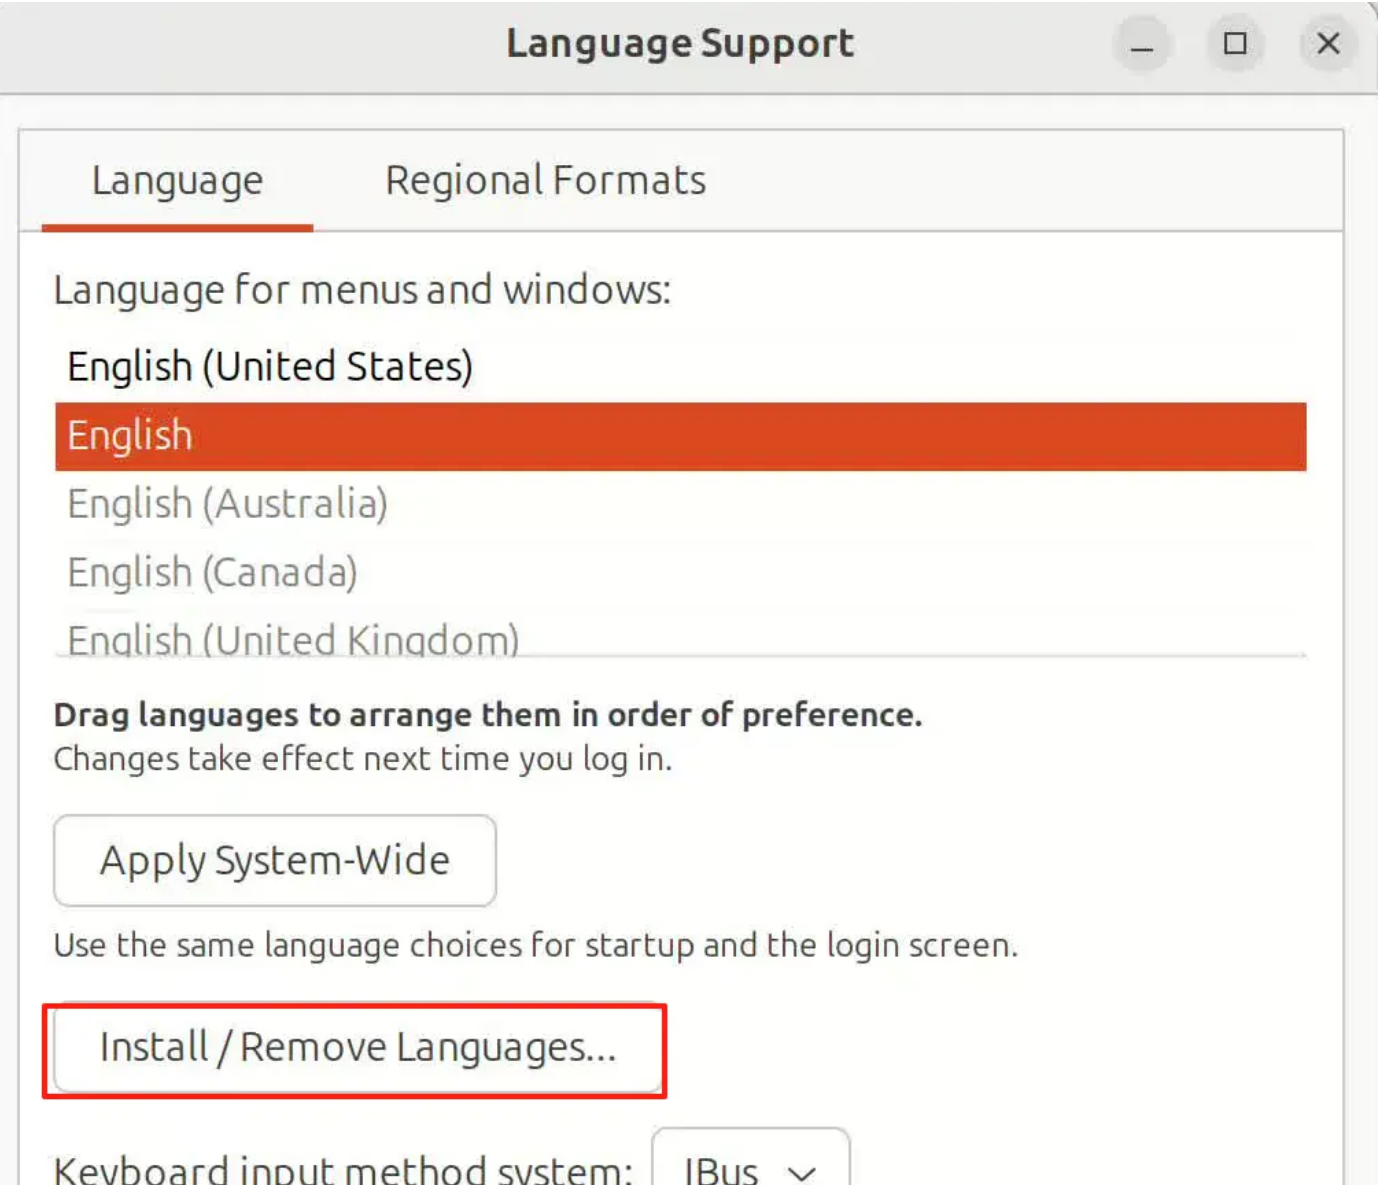 Language Support
Language Regional Formats
Language for menus and windows:
English (United States)
English
English (Australia)
English (Canada)
English (United Kingdom)
Drag languages to arrange them in order of preference.
Changes take effect next time you log in.
Apply System-Wide
Use the same language choices for startup and the login screen.
Install / Remove Languages...
Keyboard input method system: IBus